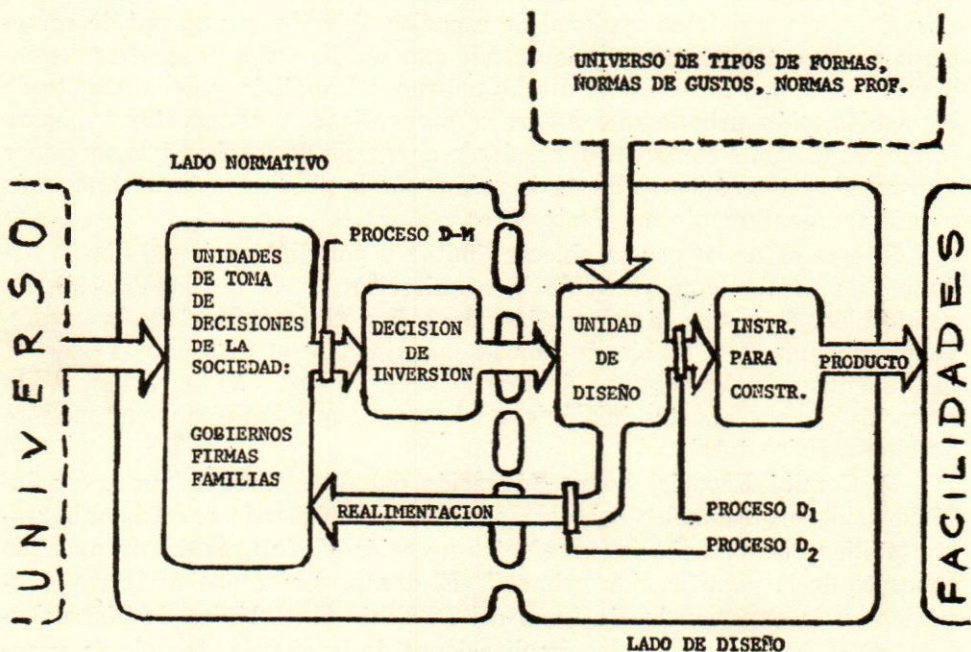 UNIVERSO DE TIPOS DE FORMAS,
NORMAS DE GUSTOS, NORMAS PROF.
LADO NORMATIVO
UNIVERSO
UNIDADES
DE TOMA
DE
DECISIONES
DE LA
SOCIEDAD:
GOBIERNOS
FIRMAS
FAMILIAS
PROCESO D-M
DECISION
DE
INVERSION
UNIDAD
DE
DISEÑO
INSTR.
PARA
CONSTR.
PRODUCTO
FACILIDADES
REALIMENTACION
PROCESO D1
PROCESO D2
LADO DE DISEÑO